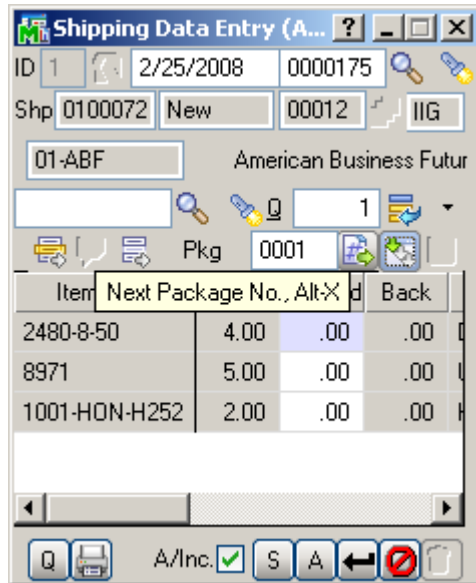 Shipping Data Entry (A... ?
ID 1 2/25/2008 0000175
Shp 0100072 New 00012 IIG
01-ABF American Business Futur
Q 1
Pkg 0001 #
Item Next Package No., Alt-X d Back
2480-8-50 4.00 .00 .00
8971 5.00 .00 .00
1001-HON-H252 2.00 .00 .00
Q A/Inc. S A